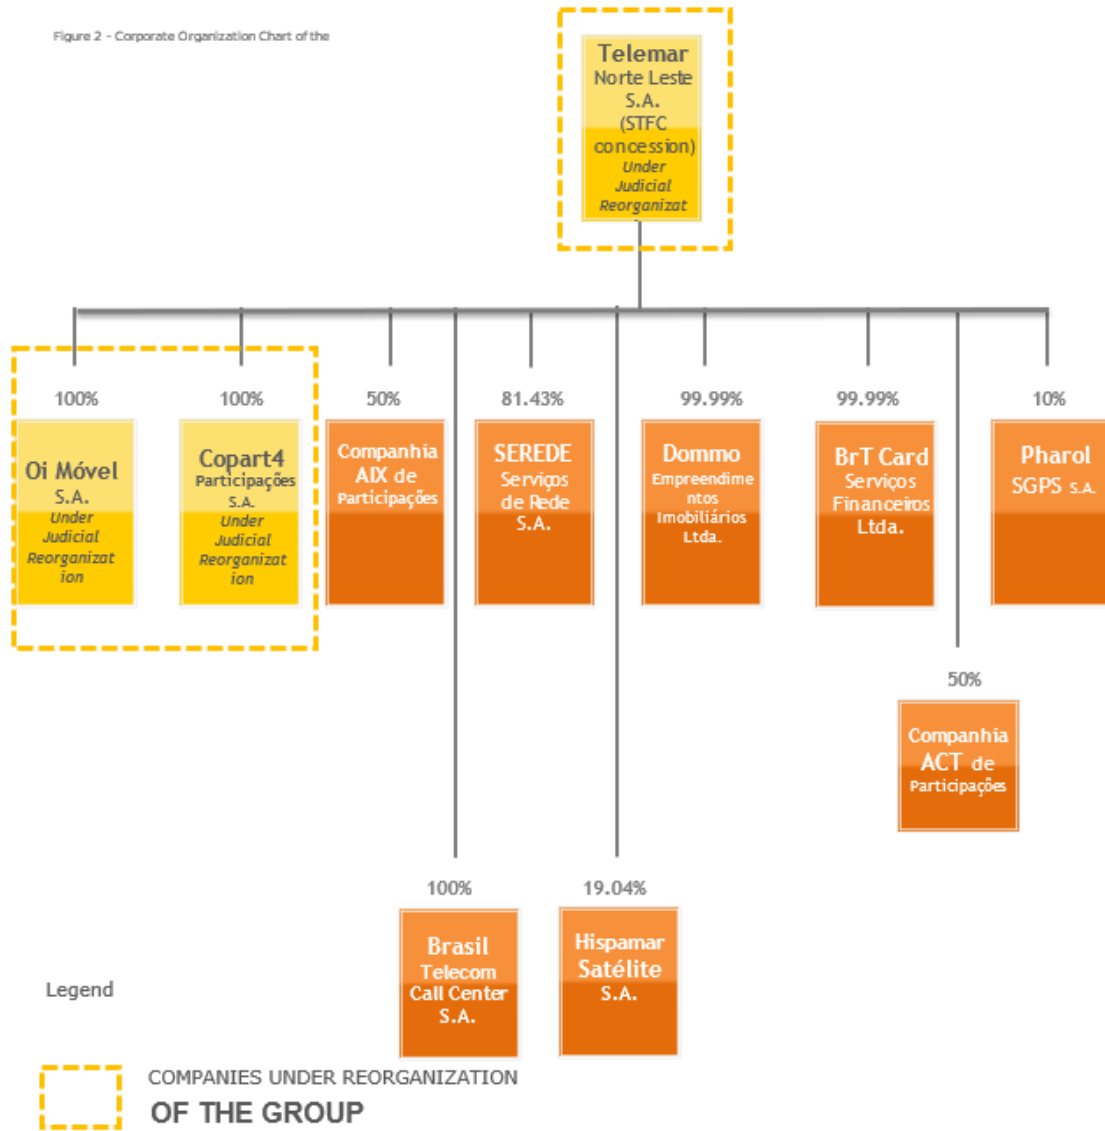 Figure 2 - Corporate Organization Chart of the
Telemar
Norte Leste
S.A.
(STFC
concession)
Under
Judicial
Reorganizat
100%
100%
50%
81.43%
99.99%
99.99%
10%
Oi Móvel
S.A.
Under
Judicial
Reorganizat
ion
Copart4
Participações
S.A.
Under
Judicial
Reorganizat
ion
Companhia
AIX de
Participações
SEREDE
Serviços
de Rede
S.A.
Dommo
Empreendime
ntos
Imobiliários
Ltda.
BrT Card
Serviços
Financeiros
Ltda.
Pharol
SGPS S.A.
50%
Companhia
ACT de
Participações
100%
19.04%
Brasil
Telecom
Call Center
S.A.
Hispamar
Satélite
S.A.
Legend
COMPANIES UNDER REORGANIZATION
OF THE GROUP